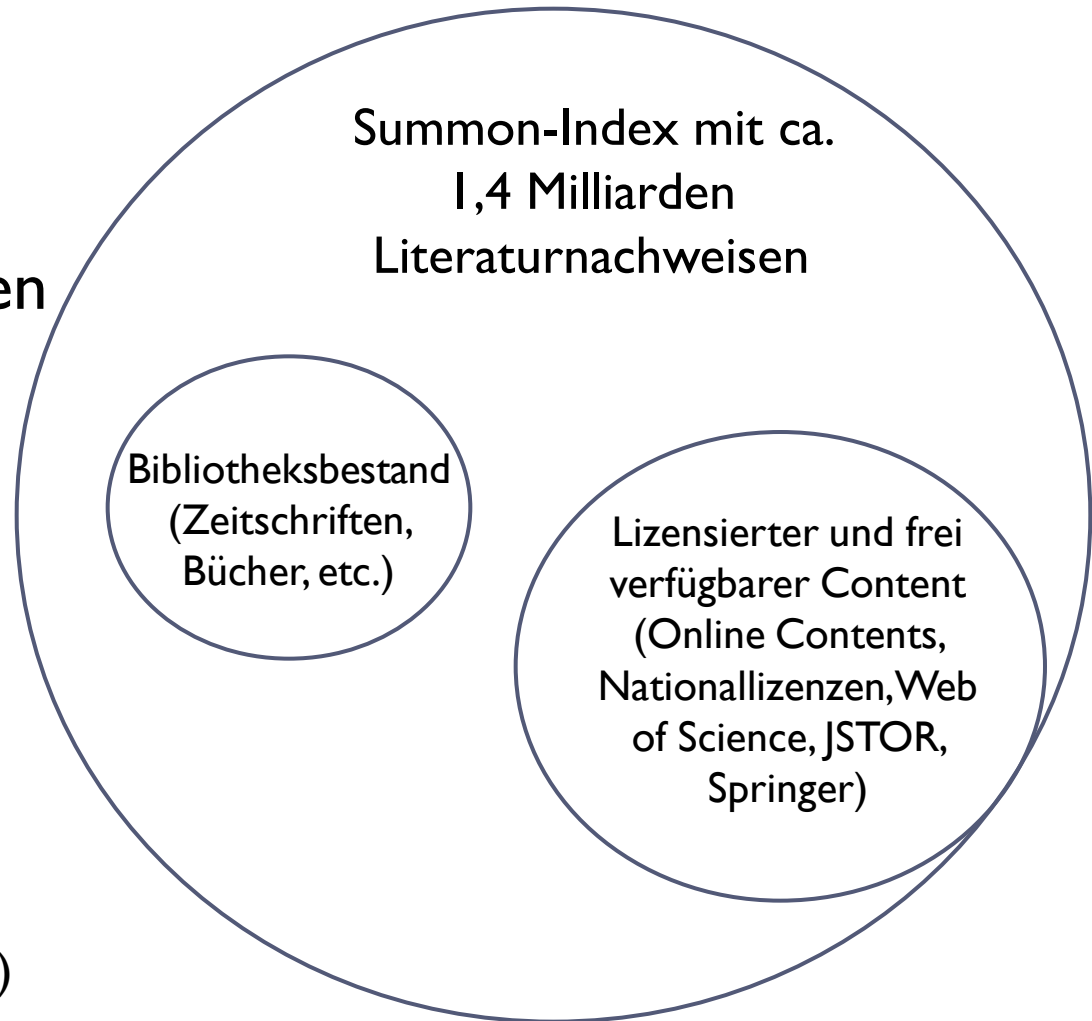 Summon-Index mit ca.
1,4 Milliarden
Literaturnachweisen
en
Bibliotheksbestand
(Zeitschriften,
Bücher, etc.)
Lizensierter und frei
verfügbarer Content
(Online Contents,
Nationallizenzen, Web
of Science, JSTOR,
Springer)
)